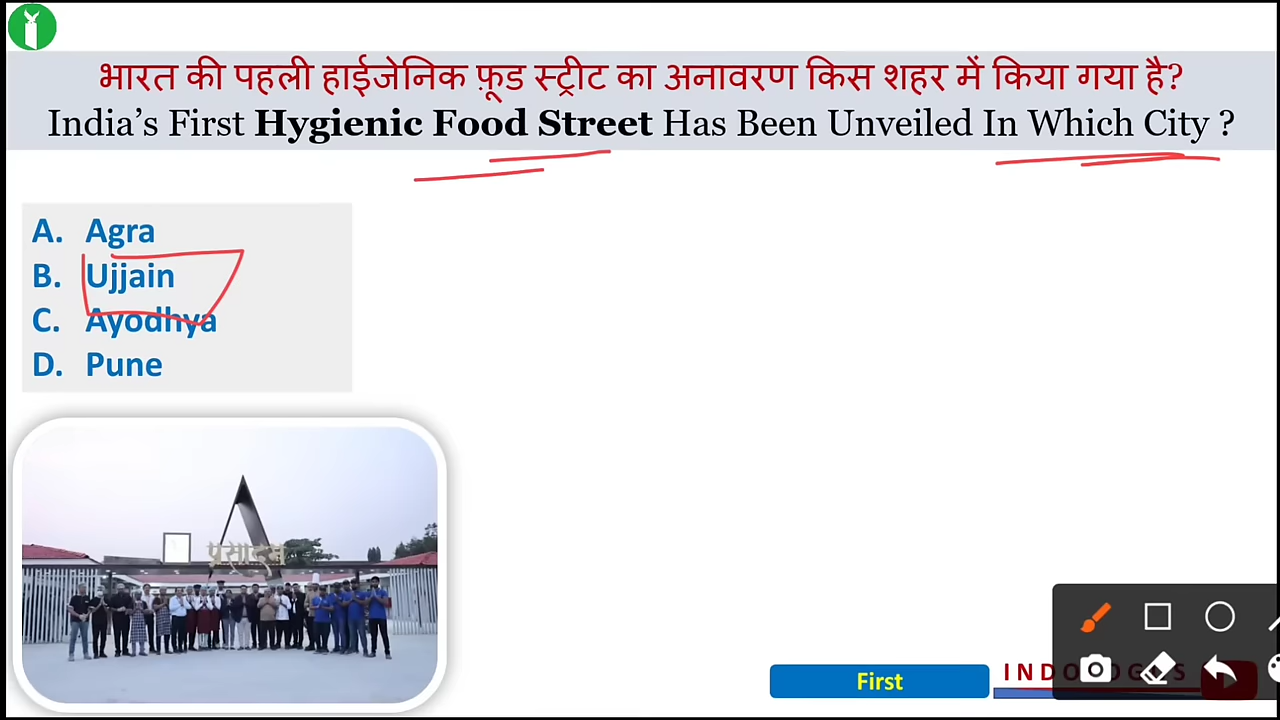 भारत की पहली हाईजेनिक फ़ूड स्ट्रीट का अनावरण किस शहर में किया गया है?
India's First Hygienic Food Street Has Been Unveiled In Which City ?
A. Agra
B. Ujjain
C. Ayodhya
D. Pune
प्रसादम
First